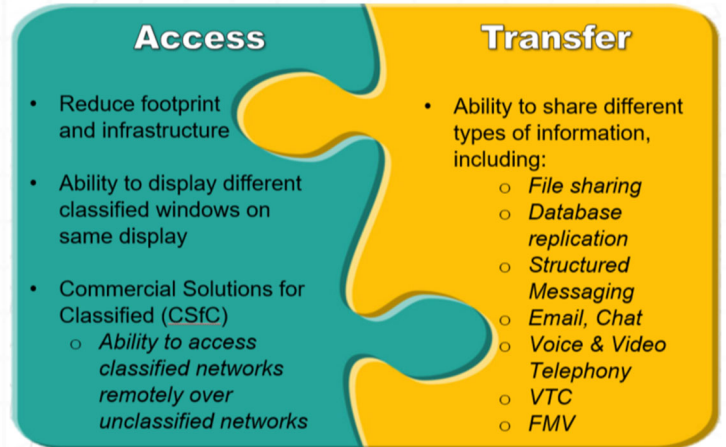 Access
• Reduce footprint
and infrastructure
• Ability to display different
classified windows on
same display
• Commercial Solutions for
Classified (CSfC)
o Ability to access
classified networks
remotely over
unclassified networks
Transfer
• Ability to share different
types of information,
including:
o File sharing
o Database
replication
o Structured
Messaging
o Email, Chat
o Voice & Video
Telephony
o VTC
o FMV